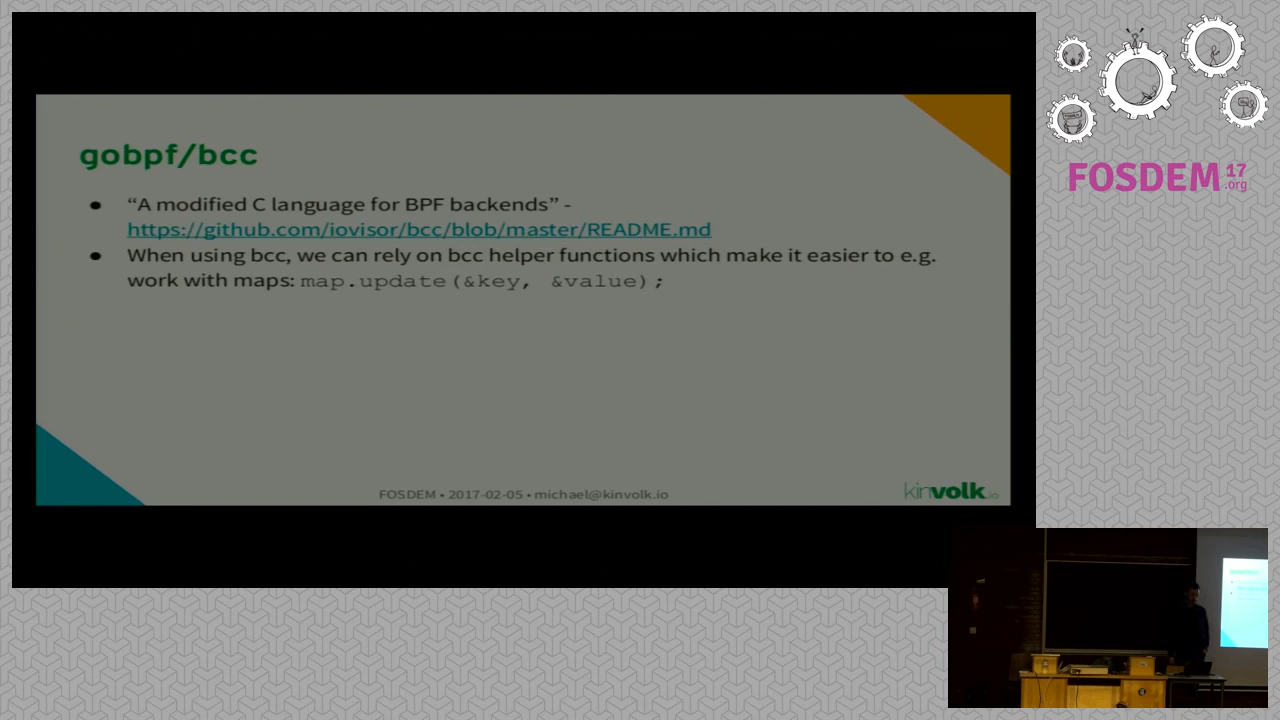 gobpf/bcc
● “A modified C language for BPF backends” -
https://github.com/iovisor/bcc/blob/master/README.md
● When using bcc, we can rely on bcc helper functions which make it easier to e.g.
work with maps: map.update(&key, &value);
FOSDEM • 2017-02-05 • michael@kinvolk.io
kinvolk.io
FOSDEM 17
.org